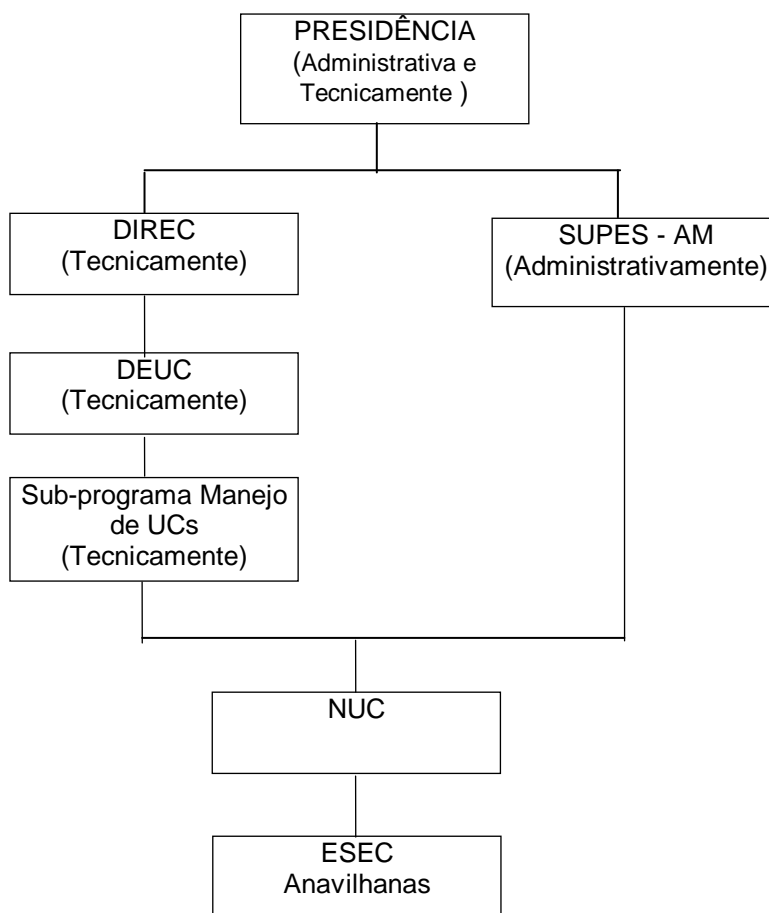 PRESIDÊNCIA
(Administrativa e
Tecnicamente )
DIREC
(Tecnicamente)
SUPES - AM
(Administrativamente)
DEUC
(Tecnicamente)
Sub-programa Manejo
de UCs
(Tecnicamente)
NUC
ESEC
Anavilhanas